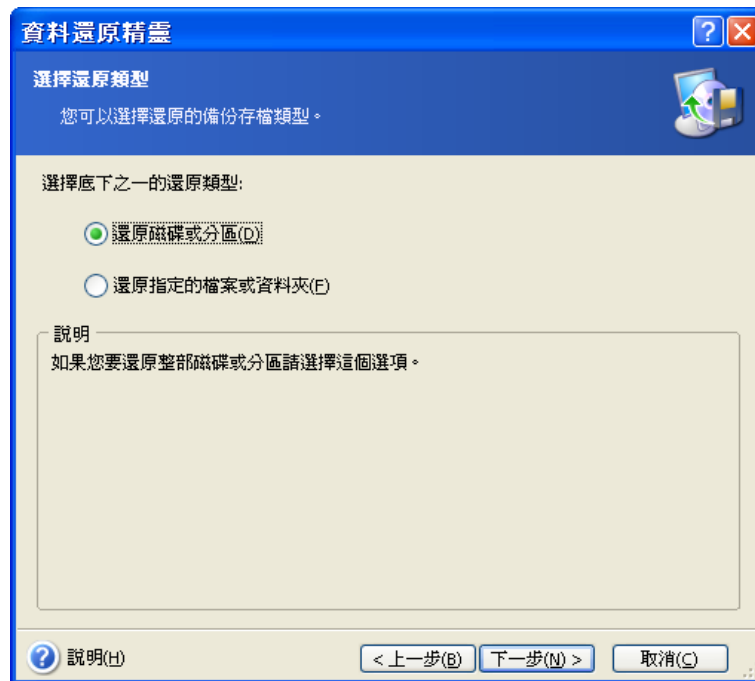 資料還原精靈
選擇還原類型
您可以選擇還原的備份存檔類型。
選擇底下之一的還原類型:
還原磁碟或分區(D)
還原指定的檔案或資料夾(F)
說明
如果您要還原整部磁碟或分區請選擇這個選項。
說明(H)
< 上一步(B) 下一步(N) > 取消(C)